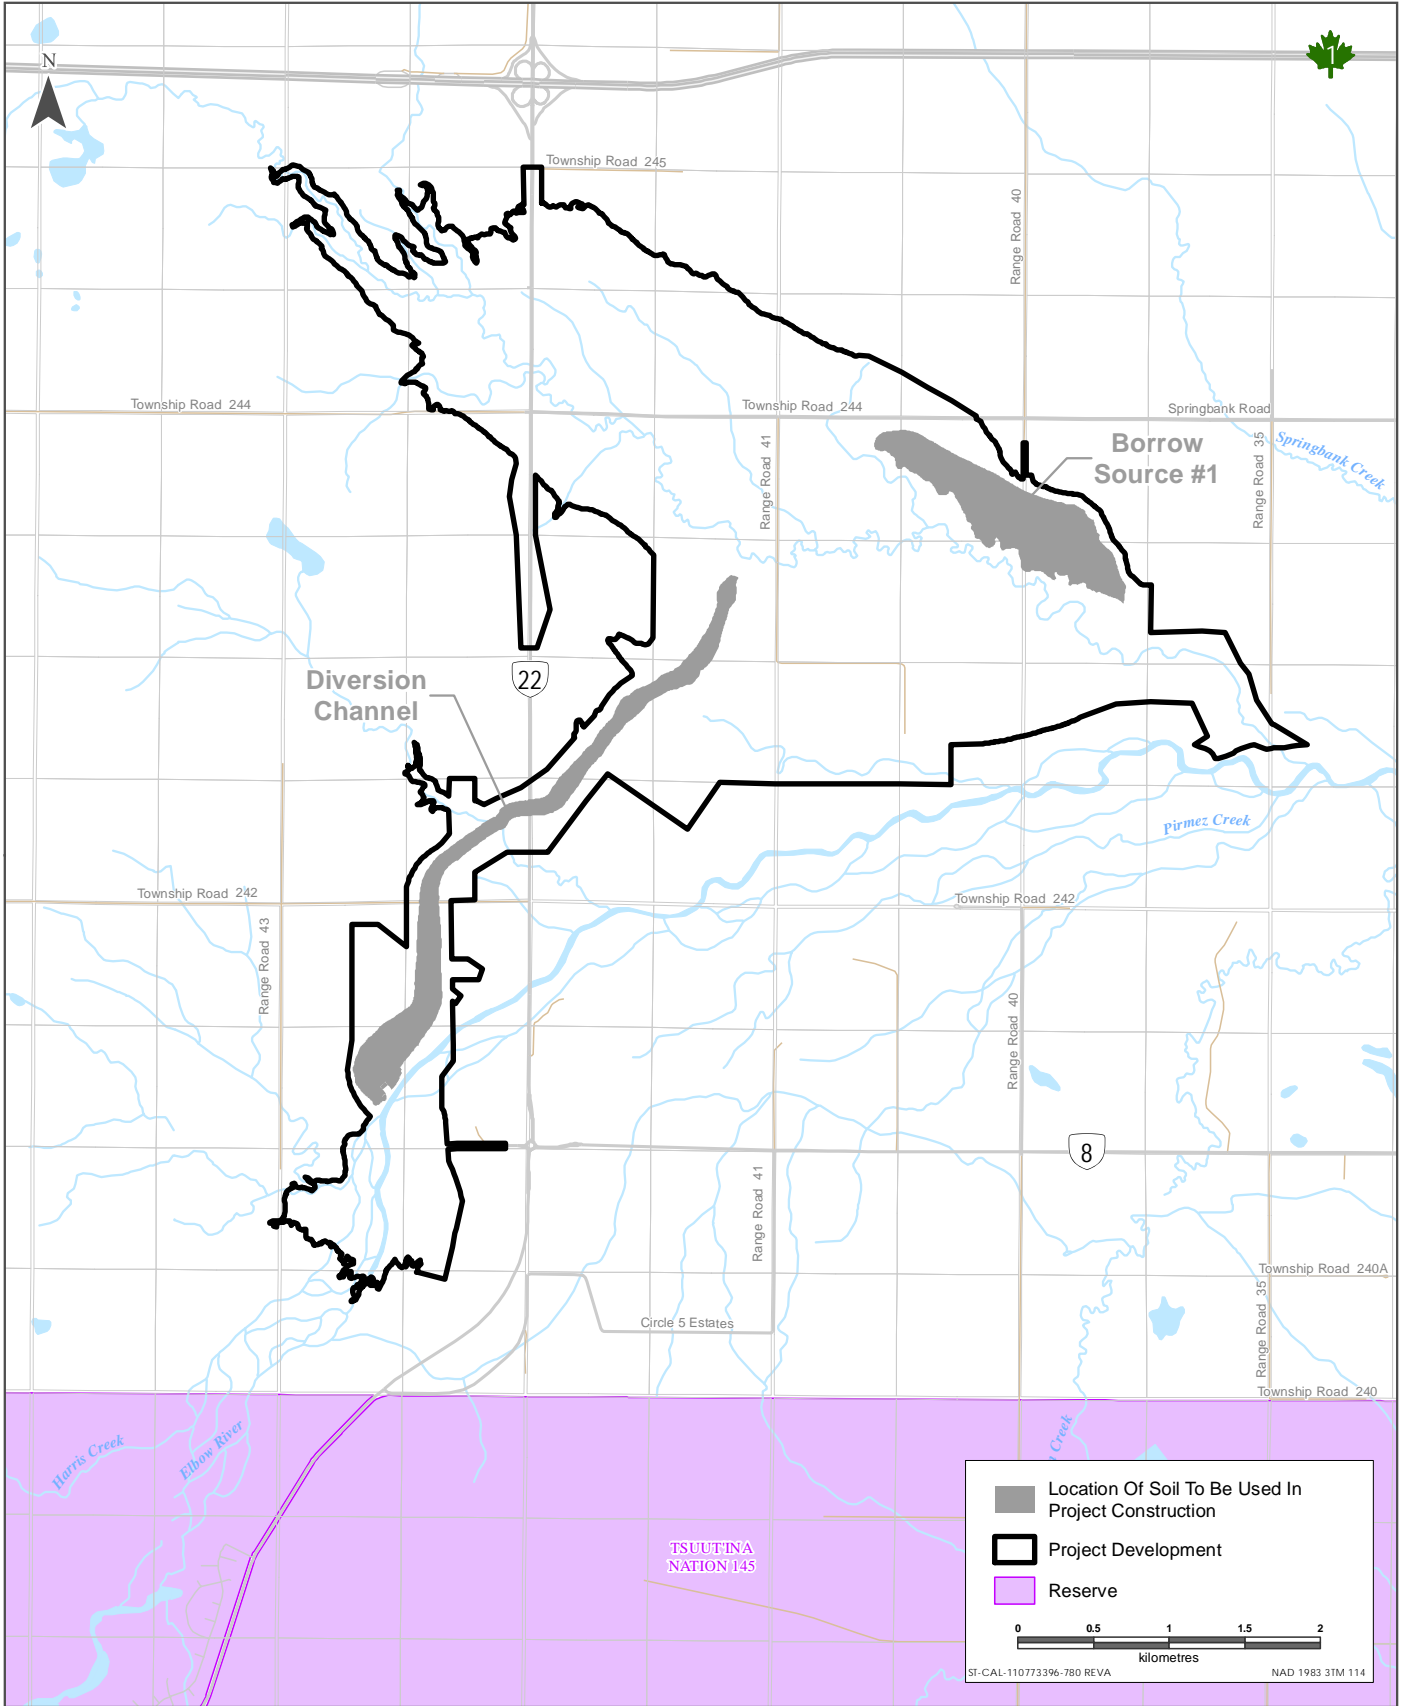 1
N
Township Road 245
Range Road 40
Township Road 244
Township Road 244
Springbank Road
Springbank Creek
Borrow
Source #1
Range Road 41
Range Road 35
Diversion
Channel
22
Pirmez Creek
Township Road 242
Township Road 242
Range Road 43
Range Road 40
8
Range Road 41
Township Road 240A
Range Road 35
Circle 5 Estates
Township Road 240
Harris Creek
Elbow River
Creek
TSUUT'INA
NATION 145
Location Of Soil To Be Used In
Project Construction
Project Development
Reserve
0 0.5 1 1.5 2
kilometres
ST-CAL-110773396-780 REVA
NAD 1983 3TM 114